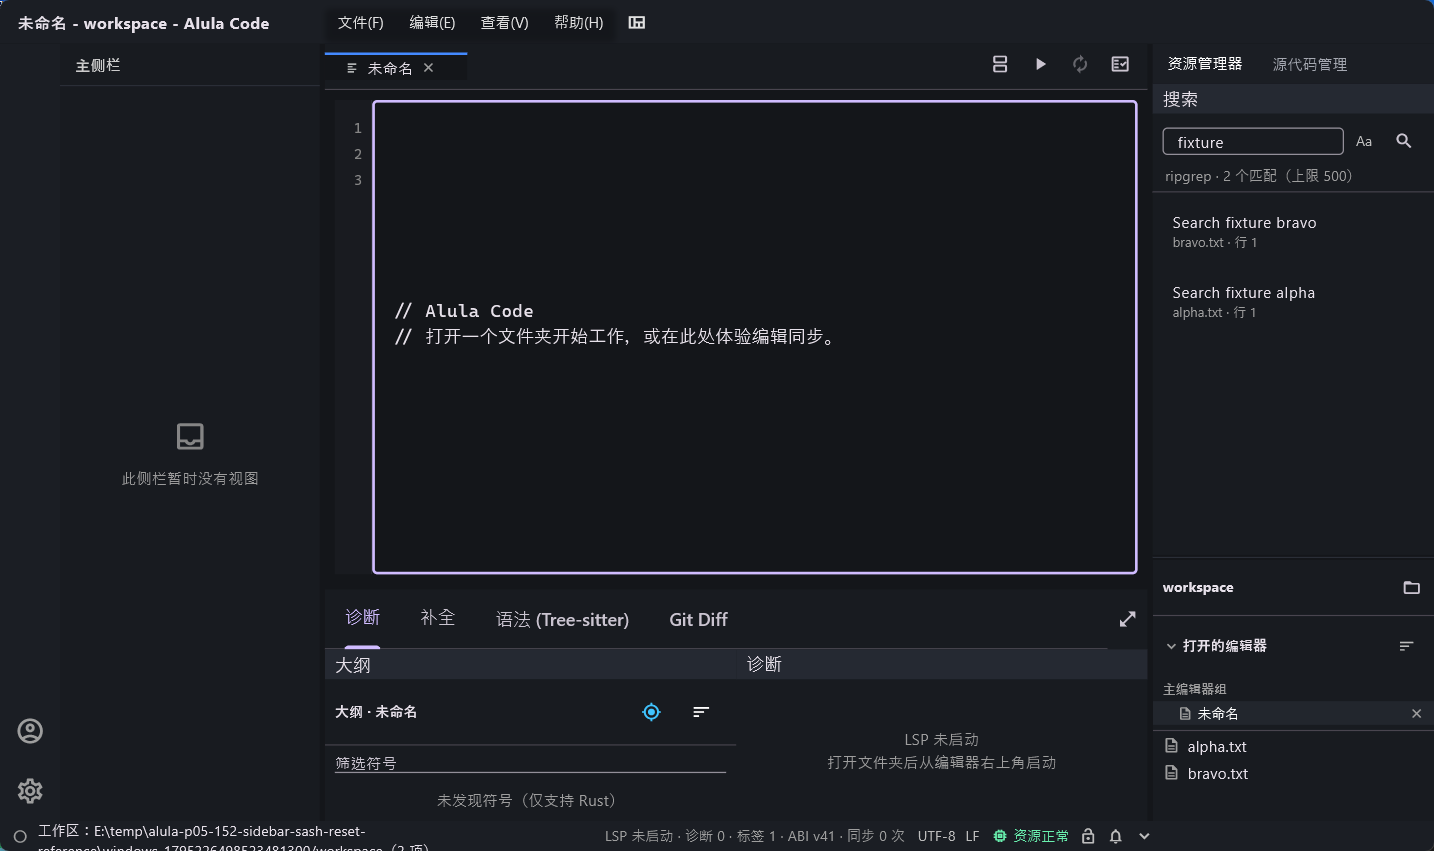 未命名 - workspace - Alula Code
文件(F) 编辑(E) 查看(V) 帮助(H)
主侧栏
未命名
资源管理器 源代码管理
搜索
fixture
Aa
ripgrep · 2 个匹配（上限 500）
Search fixture bravo
bravo.txt · 行 1
Search fixture alpha
alpha.txt · 行 1
1
2
3
// Alula Code
// 打开一个文件夹开始工作，或在此处体验编辑同步。
此侧栏暂时没有视图
诊断 补全 语法 (Tree-sitter) Git Diff
大纲
诊断
大纲 · 未命名
筛选符号
未发现符号（仅支持 Rust）
LSP 未启动
打开文件夹后从编辑器右上角启动
workspace
打开的编辑器
主编辑器组
未命名
alpha.txt
bravo.txt
工作区：E:\temp\alula-p05-152-sidebar-sash-reset-
reference\windows-1795226498523481300/workspace（2 项）
LSP 未启动 · 诊断 0 · 标签 1 · ABI v41 · 同步 0 次
UTF-8 LF 资源正常